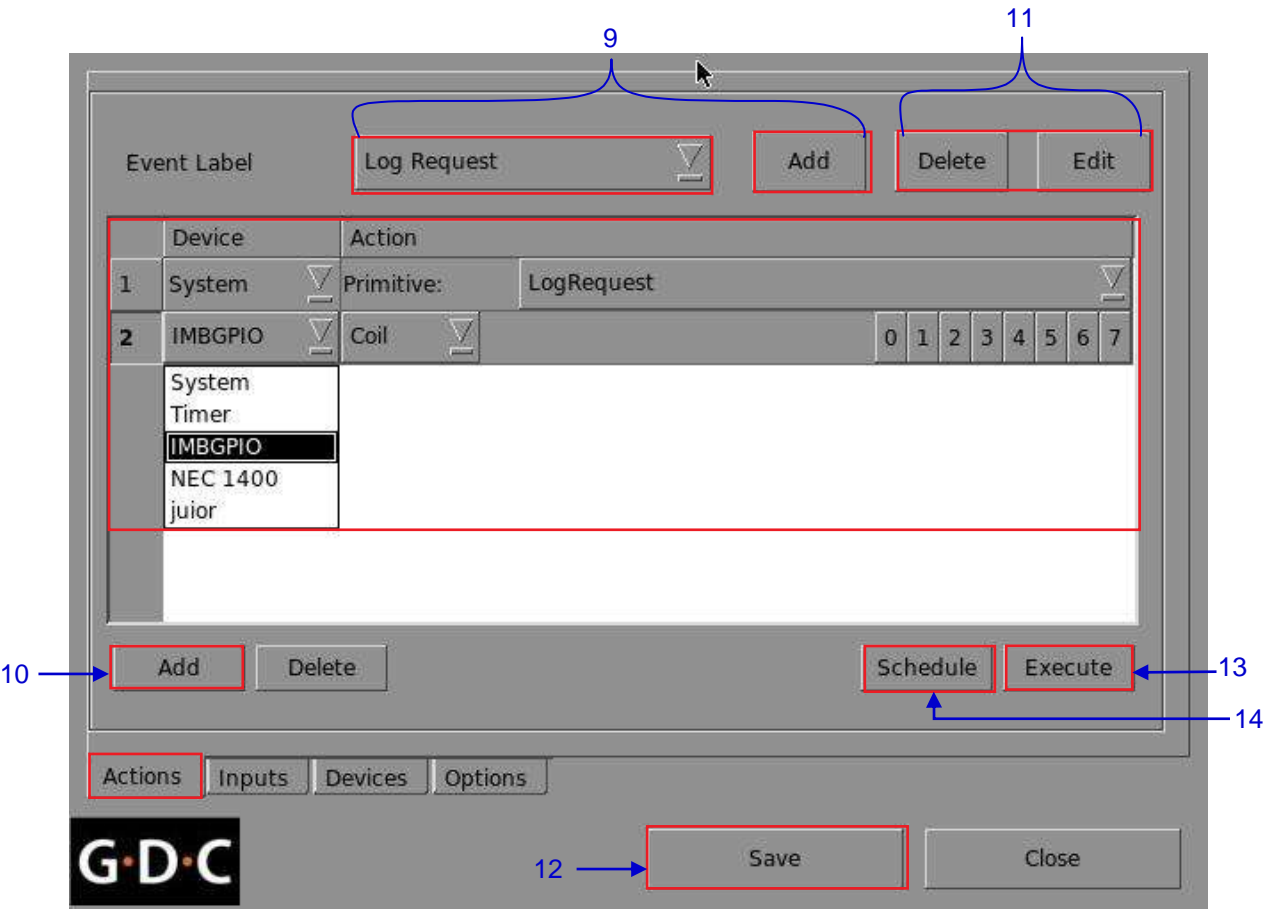 11
9
Event Label Log Request Add Delete Edit
Device Action
1 System Primitive: LogRequest
2 IMBGPIO Coil 0 1 2 3 4 5 6 7
System
Timer
IMBGPIO
NEC 1400
juior
10 Add Delete Schedule Execute 13
14
Actions Inputs Devices Options
G·D·C
12 Save Close